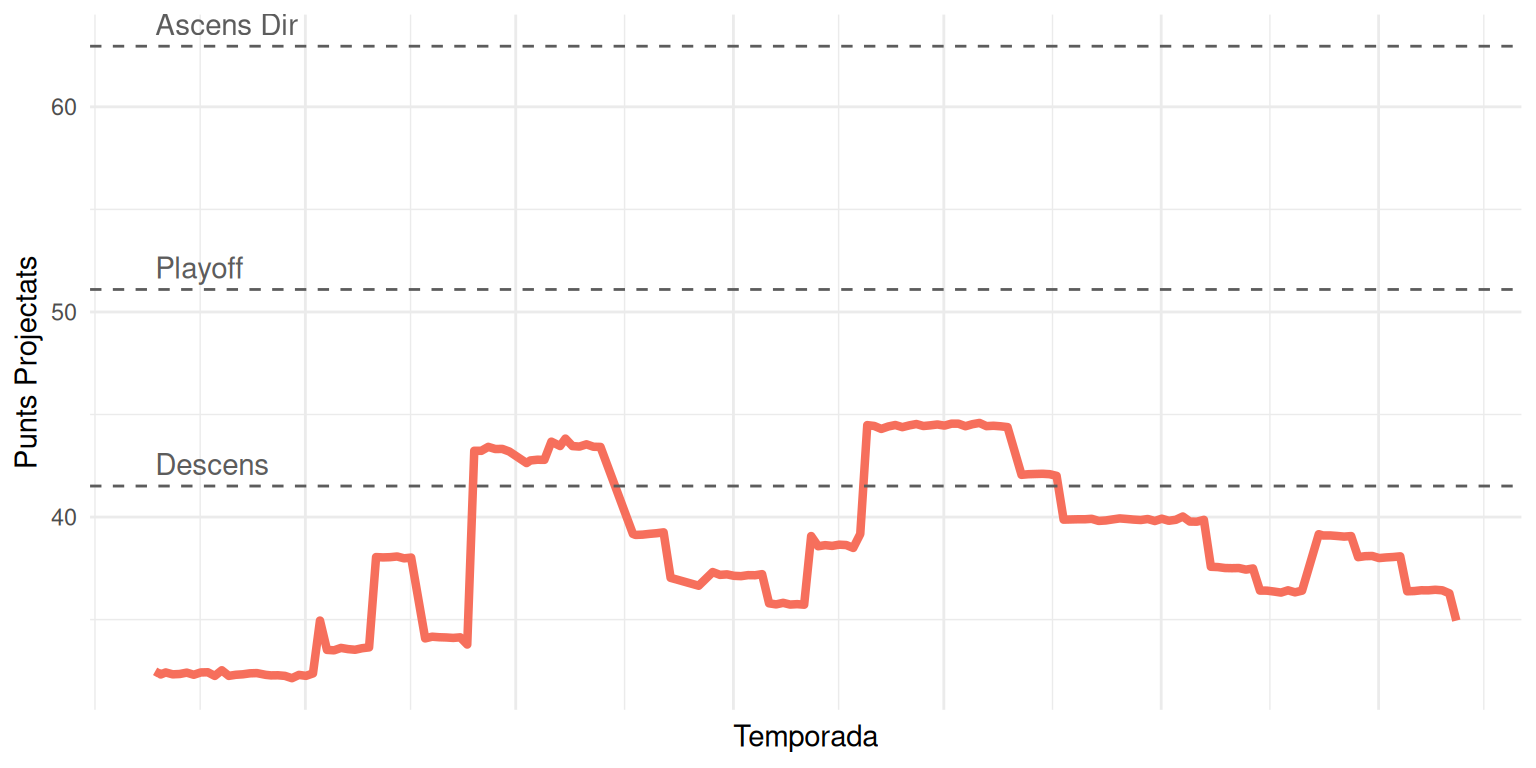 Ascens Dir
60
Playoff
50
Descens
40
Punts Projectats
Temporada